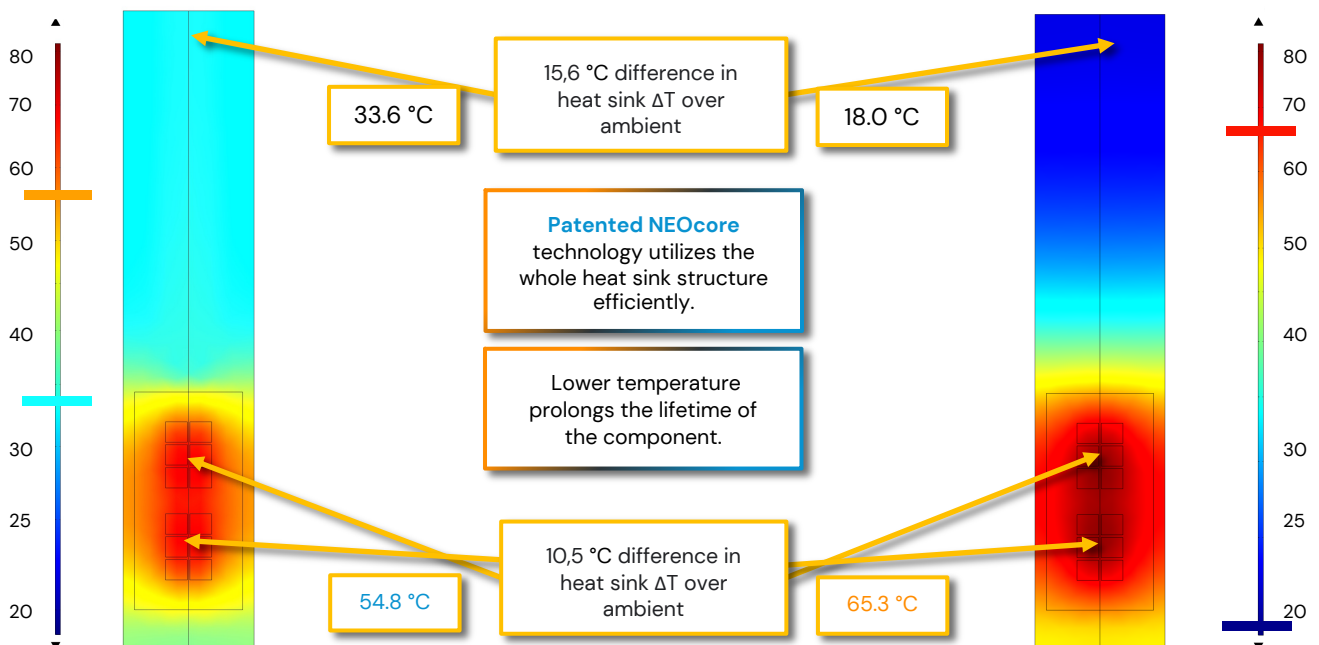 80
70
60
50
40
30
25
20
33.6 °C
15,6 °C difference in
heat sink ΔT over
ambient
18.0 °C
Patented NEOcore
technology utilizes the
whole heat sink structure
efficiently.
Lower temperature
prolongs the lifetime of
the component.
54.8 °C
10,5 °C difference in
heat sink ΔT over
ambient
65.3 °C
80
70
60
50
40
30
25
20